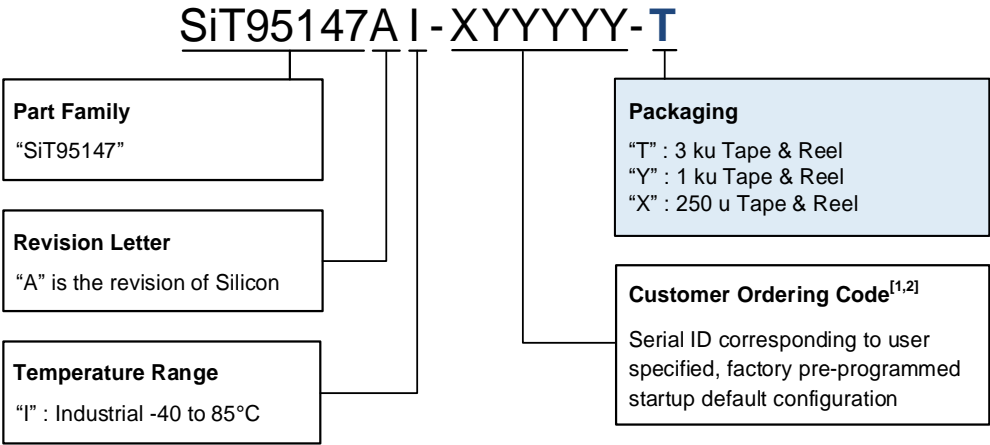 SiT95147AI-XYYYYY-T
Part Family
“SiT95147”
Revision Letter
“A” is the revision of Silicon
Temperature Range
“I” : Industrial -40 to 85°C
Packaging
“T” : 3 ku Tape & Reel
“Y” : 1 ku Tape & Reel
“X” : 250 u Tape & Reel
Customer Ordering Code[1,2]
Serial ID corresponding to user
specified, factory pre-programmed
startup default configuration